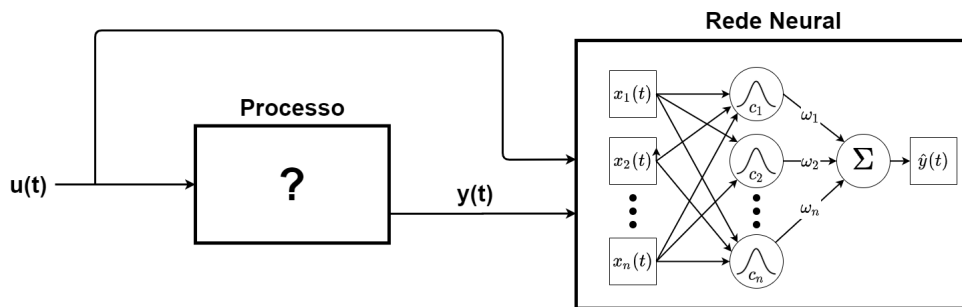 Rede Neural
Processo
u(t)
?
y(t)
x₁(t)
x₂(t)
xₙ(t)
c₁
c₂
cₙ
ω₁
ω₂
ωₙ
Σ
ŷ(t)